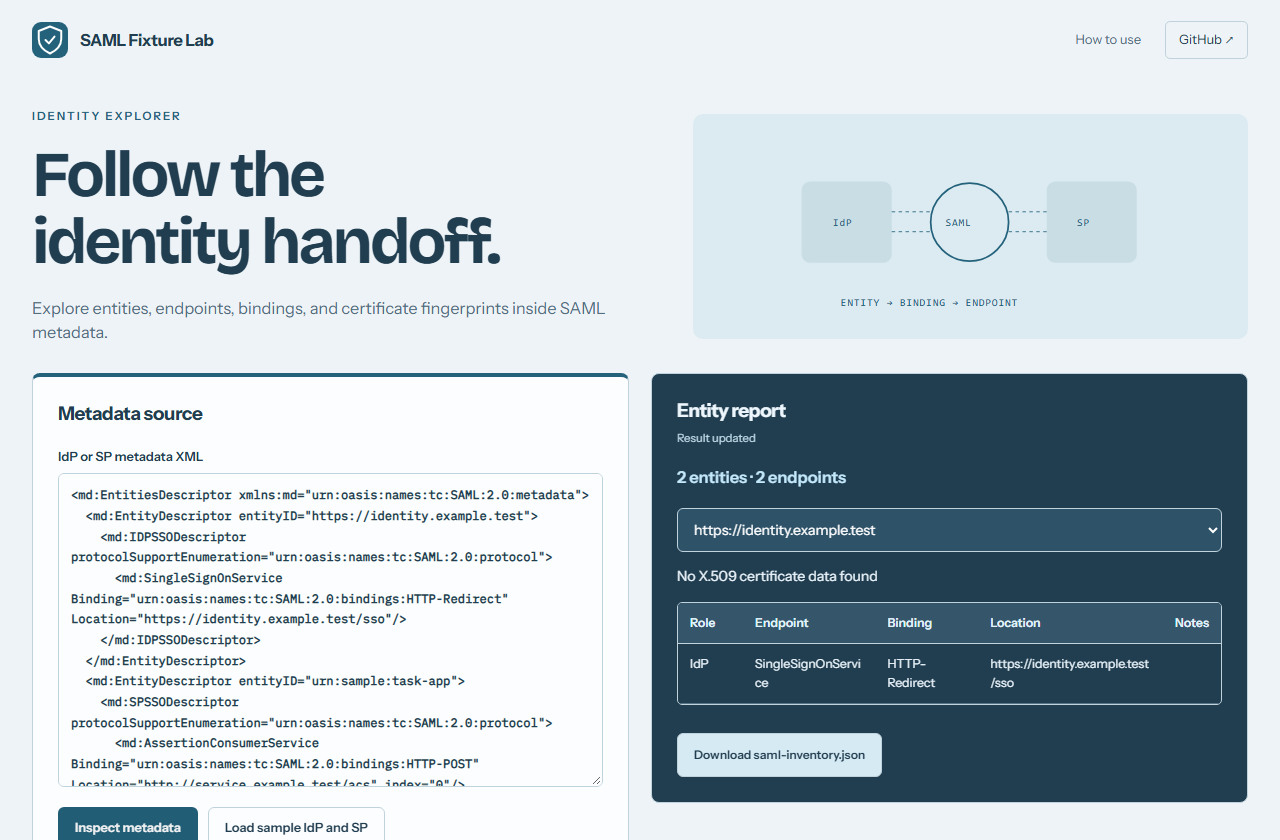 SAML Fixture Lab
How to use
GitHub ↗
IDENTITY EXPLORER
Follow the
identity handoff.
Explore entities, endpoints, bindings, and certificate fingerprints inside SAML
metadata.
IdP
SAML
SP
ENTITY → BINDING → ENDPOINT
Metadata source
IdP or SP metadata XML
<md:EntitiesDescriptor xmlns:md="urn:oasis:names:tc:SAML:2.0:metadata">
<md:EntityDescriptor entityID="https://identity.example.test">
<md:IDPSSODescriptor
protocolSupportEnumeration="urn:oasis:names:tc:SAML:2.0:protocol">
<md:SingleSignOnService
Binding="urn:oasis:names:tc:SAML:2.0:bindings:HTTP-Redirect"
Location="https://identity.example.test/sso"/>
</md:IDPSSODescriptor>
</md:EntityDescriptor>
<md:EntityDescriptor entityID="urn:sample:task-app">
<md:SPSSODescriptor
protocolSupportEnumeration="urn:oasis:names:tc:SAML:2.0:protocol">
<md:AssertionConsumerService
Binding="urn:oasis:names:tc:SAML:2.0:bindings:HTTP-POST"
Location="http://service.example.test/acs" index="0"/>
Inspect metadata
Load sample IdP and SP
Entity report
Result updated
2 entities · 2 endpoints
https://identity.example.test
No X.509 certificate data found
Role Endpoint Binding Location Notes
IdP SingleSignOnServi HTTP- https://identity.example.test
ce Redirect /sso
Download saml-inventory.json